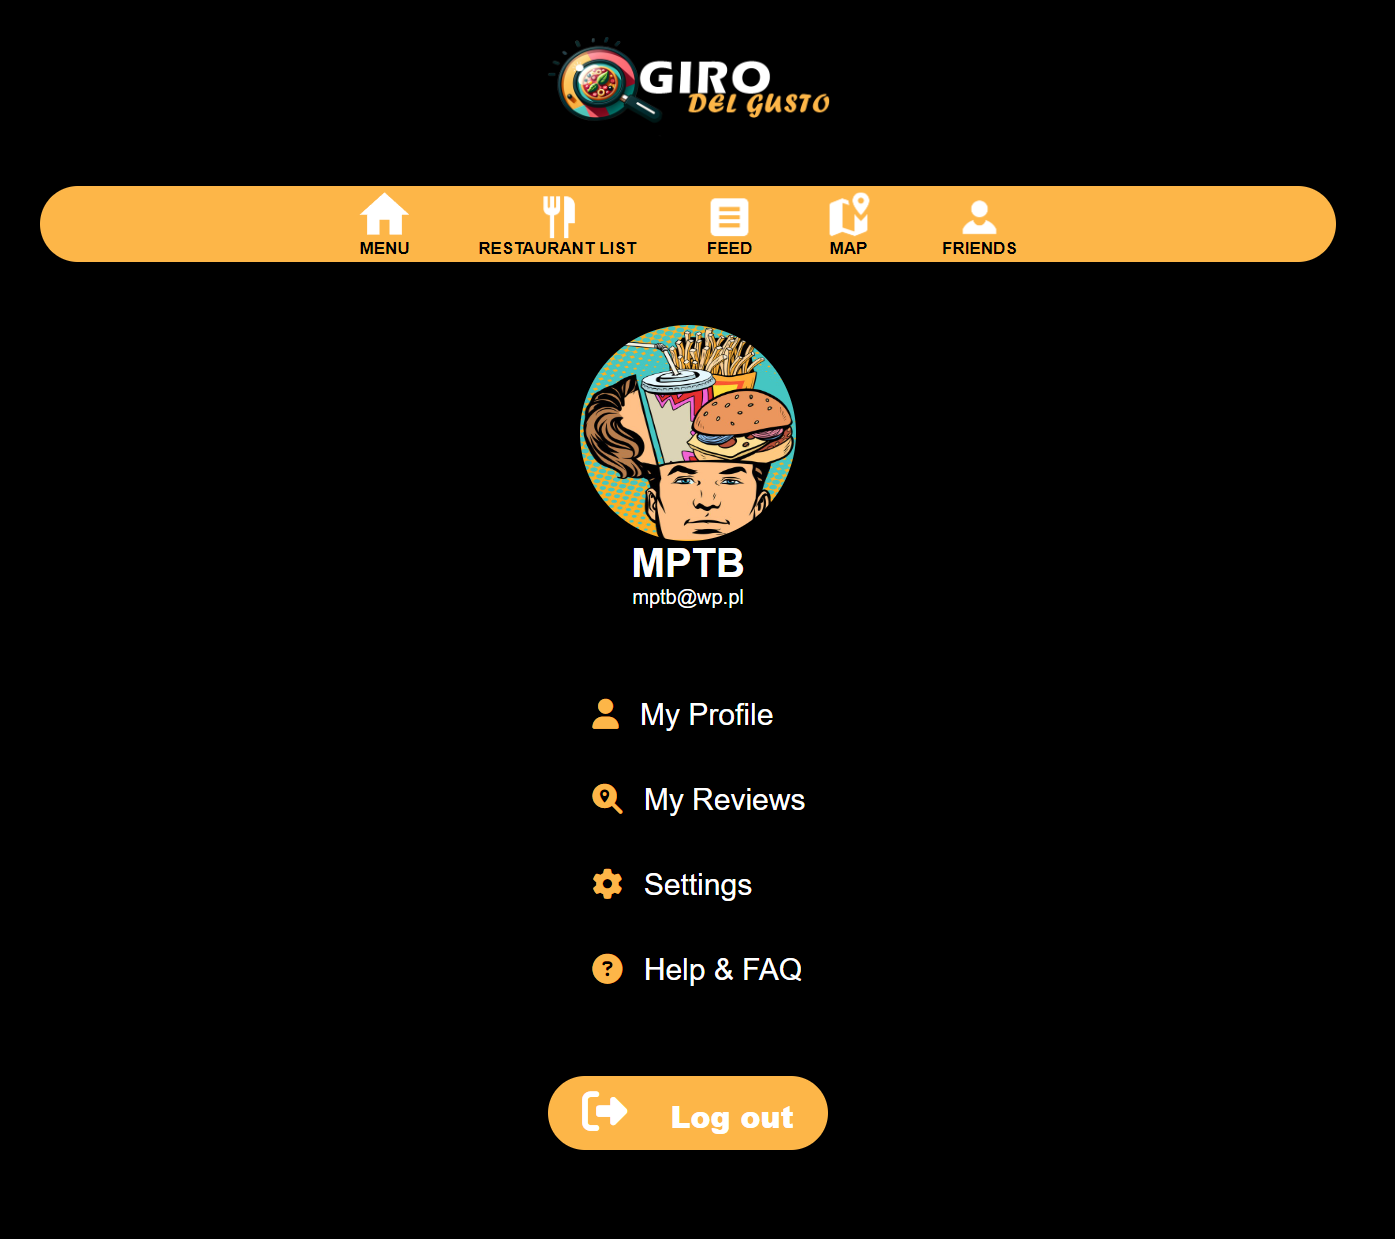 GIRO
DEL GUSTO
MENU RESTAURANT LIST FEED MAP FRIENDS
MPTB
mptb@wp.pl
My Profile
My Reviews
Settings
? Help & FAQ
Log out